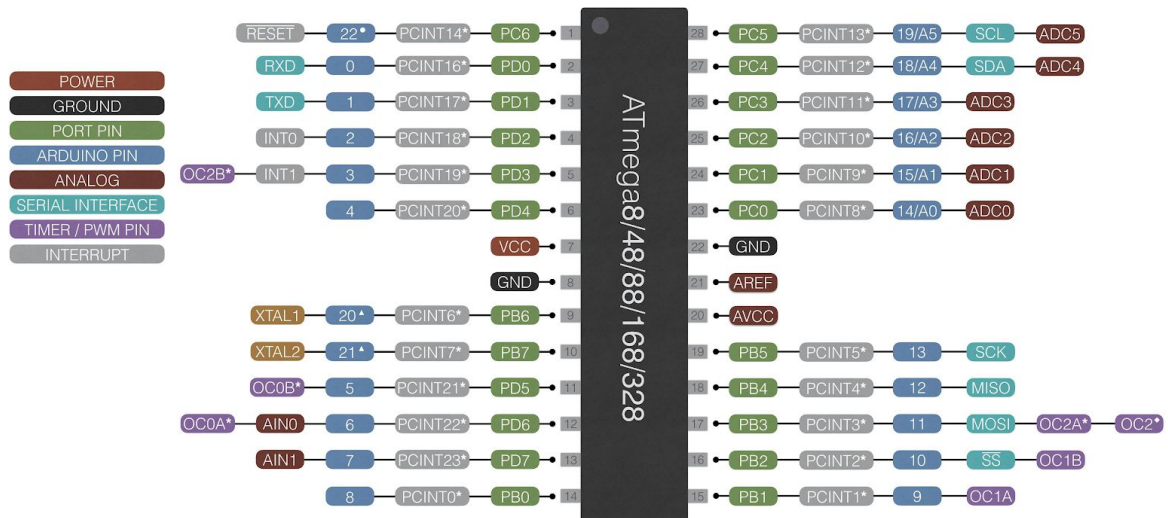 RESET 22● PCINT14* PC6 1 28 PC5 PCINT13* 19/A5 SCL ADC5
RXD 0 PCINT16* PD0 2 27 PC4 PCINT12* 18/A4 SDA ADC4
POWER
TXD 1 PCINT17* PD1 3 26 PC3 PCINT11* 17/A3 ADC3
GROUND
PORT PIN
INT0 2 PCINT18* PD2 4 25 PC2 PCINT10* 16/A2 ADC2
ARDUINO PIN
OC2B* INT1 3 PCINT19* PD3 5 24 PC1 PCINT9* 15/A1 ADC1
ANALOG
SERIAL INTERFACE
4 PCINT20* PD4 6 23 PC0 PCINT8* 14/A0 ADC0
TIMER / PWM PIN
INTERRUPT
VCC 7 22 GND
GND 8 21 AREF
XTAL1 20▲ PCINT6* PB6 9 20 AVCC
XTAL2 21▲ PCINT7* PB7 10 19 PB5 PCINT5* 13 SCK
OC0B* 5 PCINT21* PD5 11 18 PB4 PCINT4* 12 MISO
OC0A* AIN0 6 PCINT22* PD6 12 17 PB3 PCINT3* 11 MOSI OC2A* OC2*
AIN1 7 PCINT23* PD7 13 16 PB2 PCINT2* 10 SS OC1B
8 PCINT0* PB0 14 15 PB1 PCINT1* 9 OC1A
ATmega8/48/88/168/328